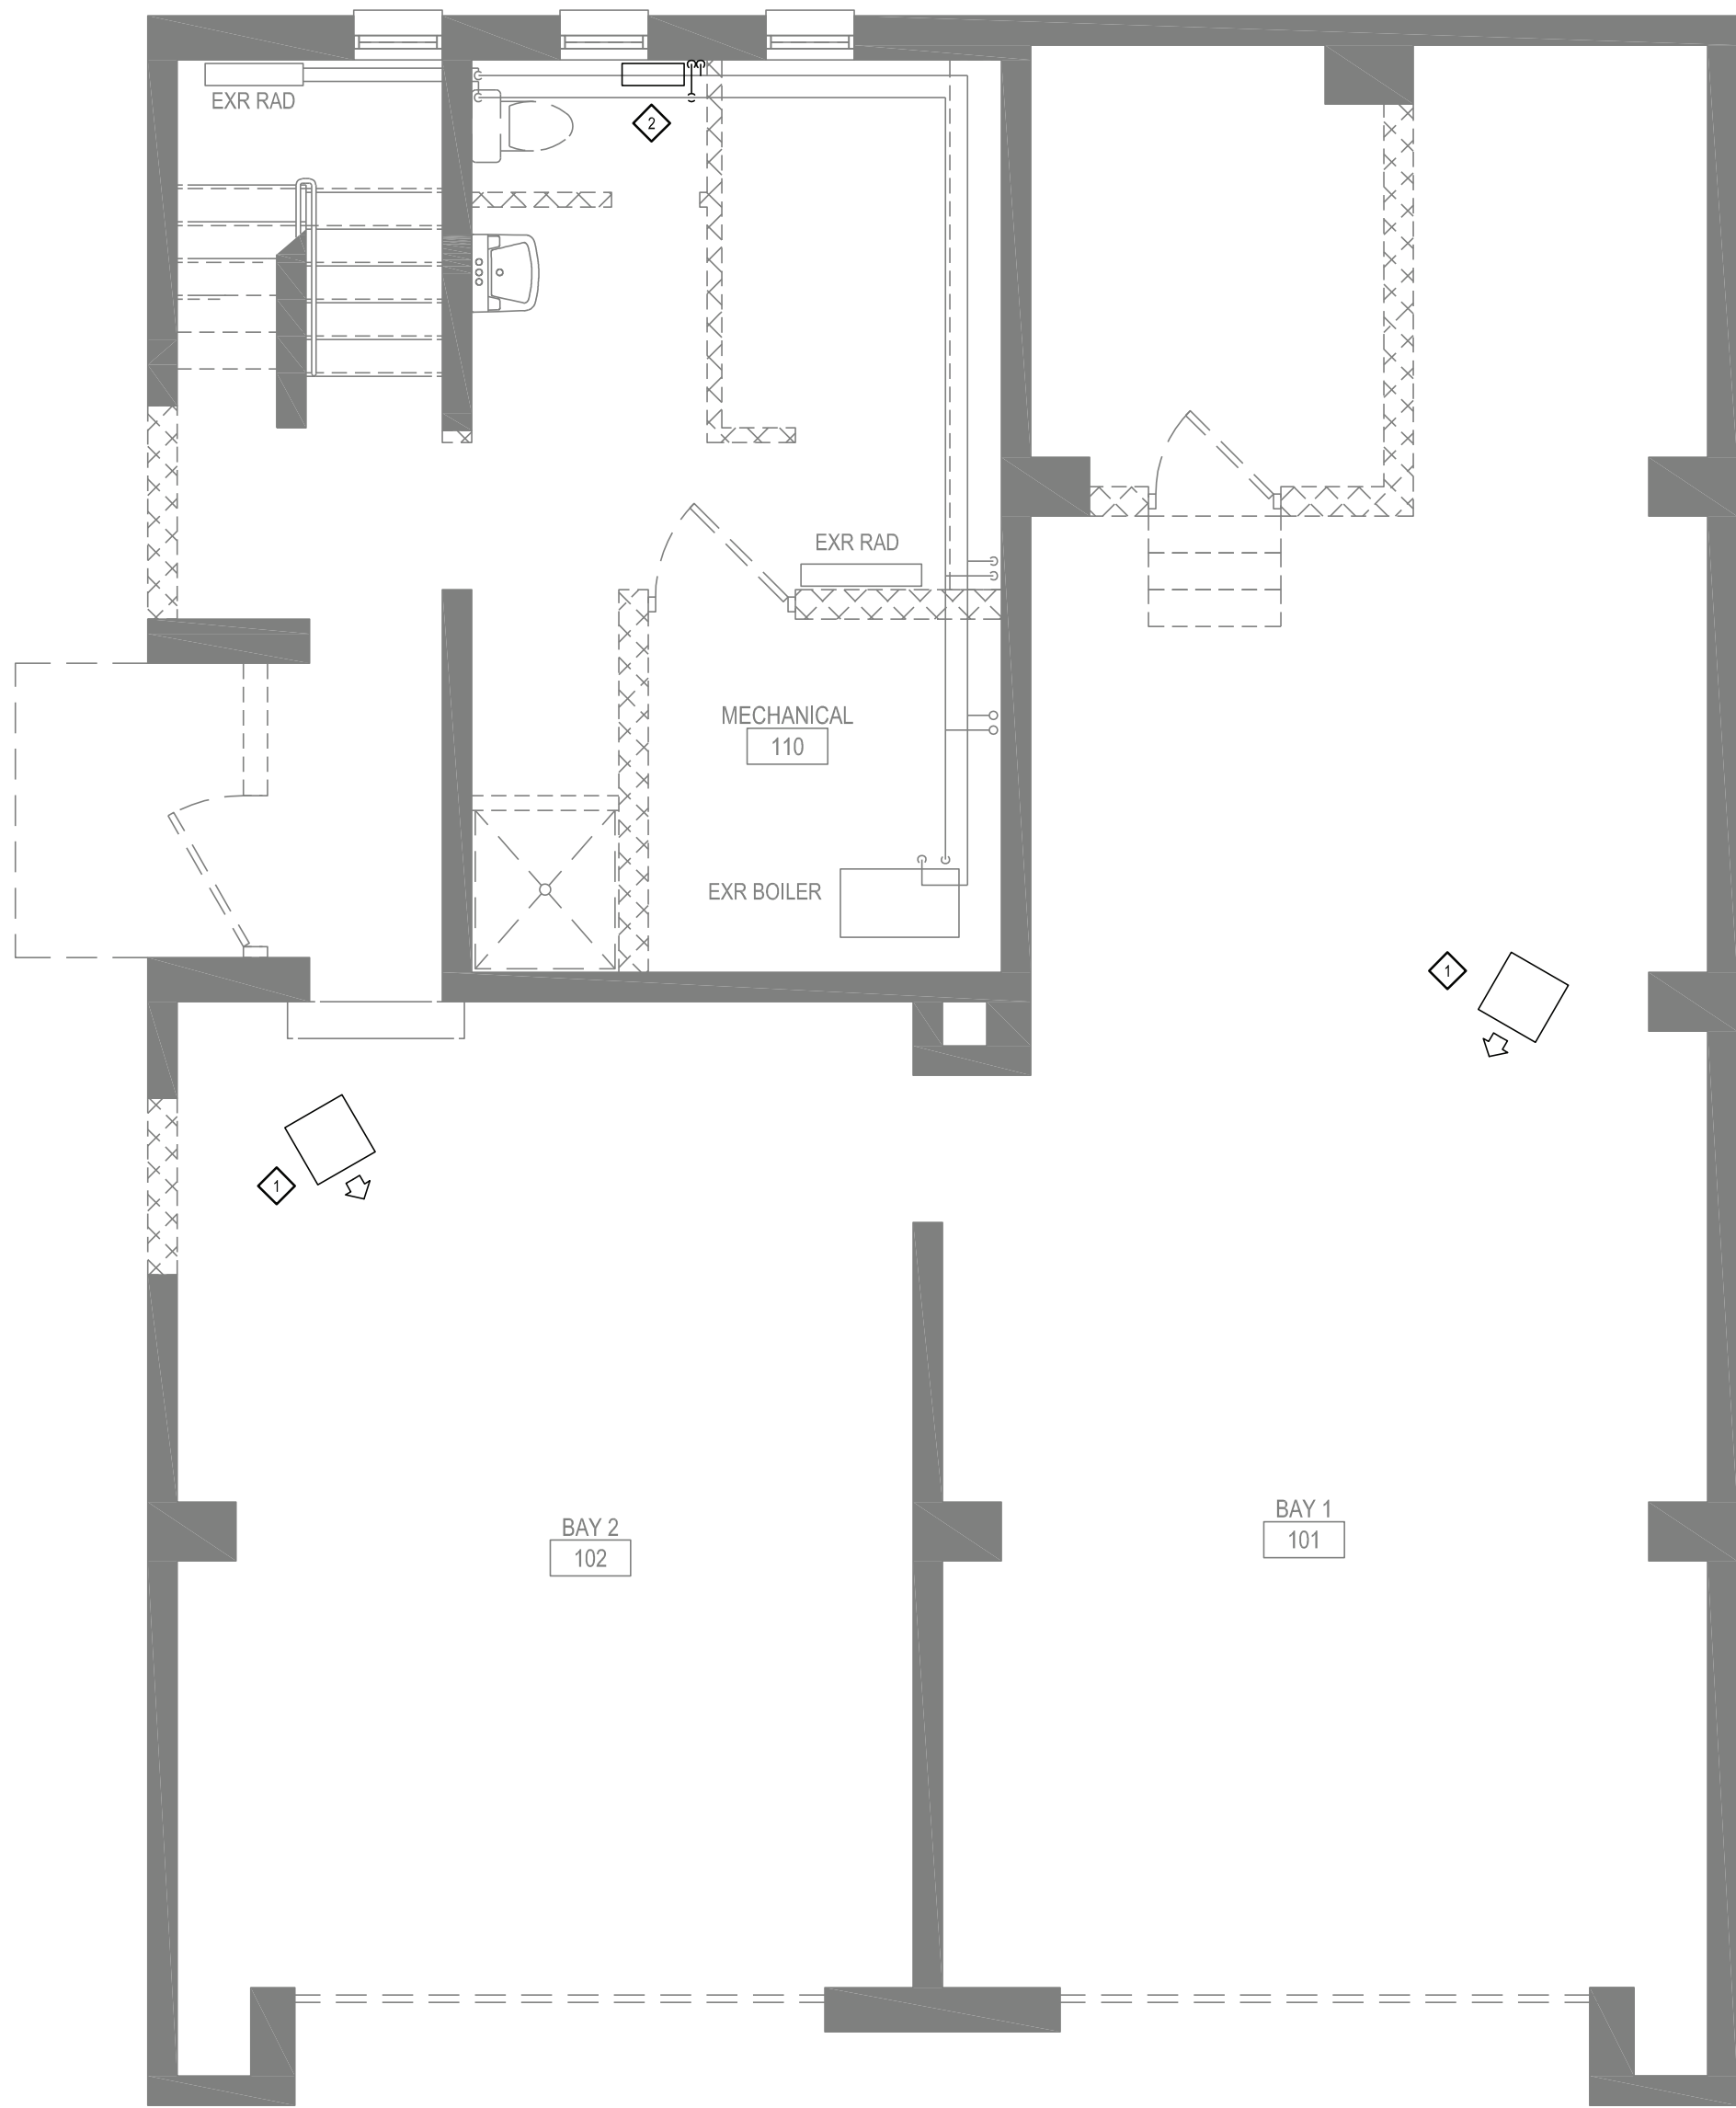 EXR RAD
2
EXR RAD
MECHANICAL
110
EXR BOILER
1
1
BAY 1
101
BAY 2
102